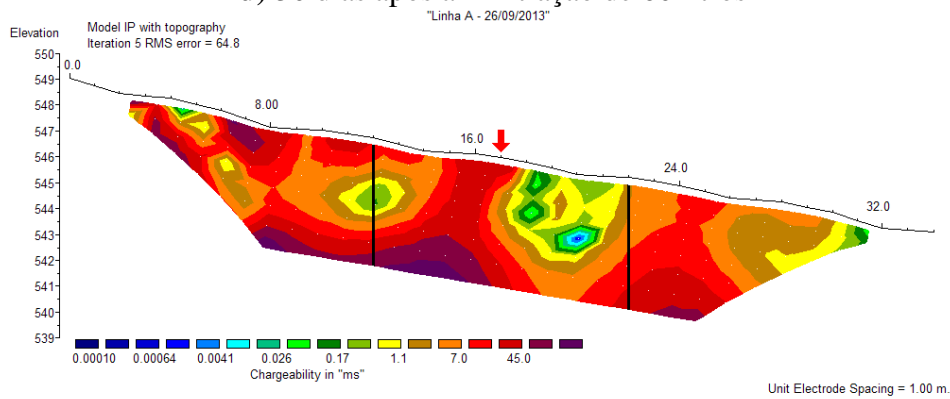 "Linha A - 26/09/2013"
Model IP with topography
Elevation
Iteration 5 RMS error = 64.8
550
0.0
549
548
8.00
547
16.0
546
24.0
545
544
32.0
543
542
541
540
539
0.00010 0.00064 0.0041 0.026 0.17 1.1 7.0 45.0
Chargeability in "ms"
Unit Electrode Spacing = 1.00 m.